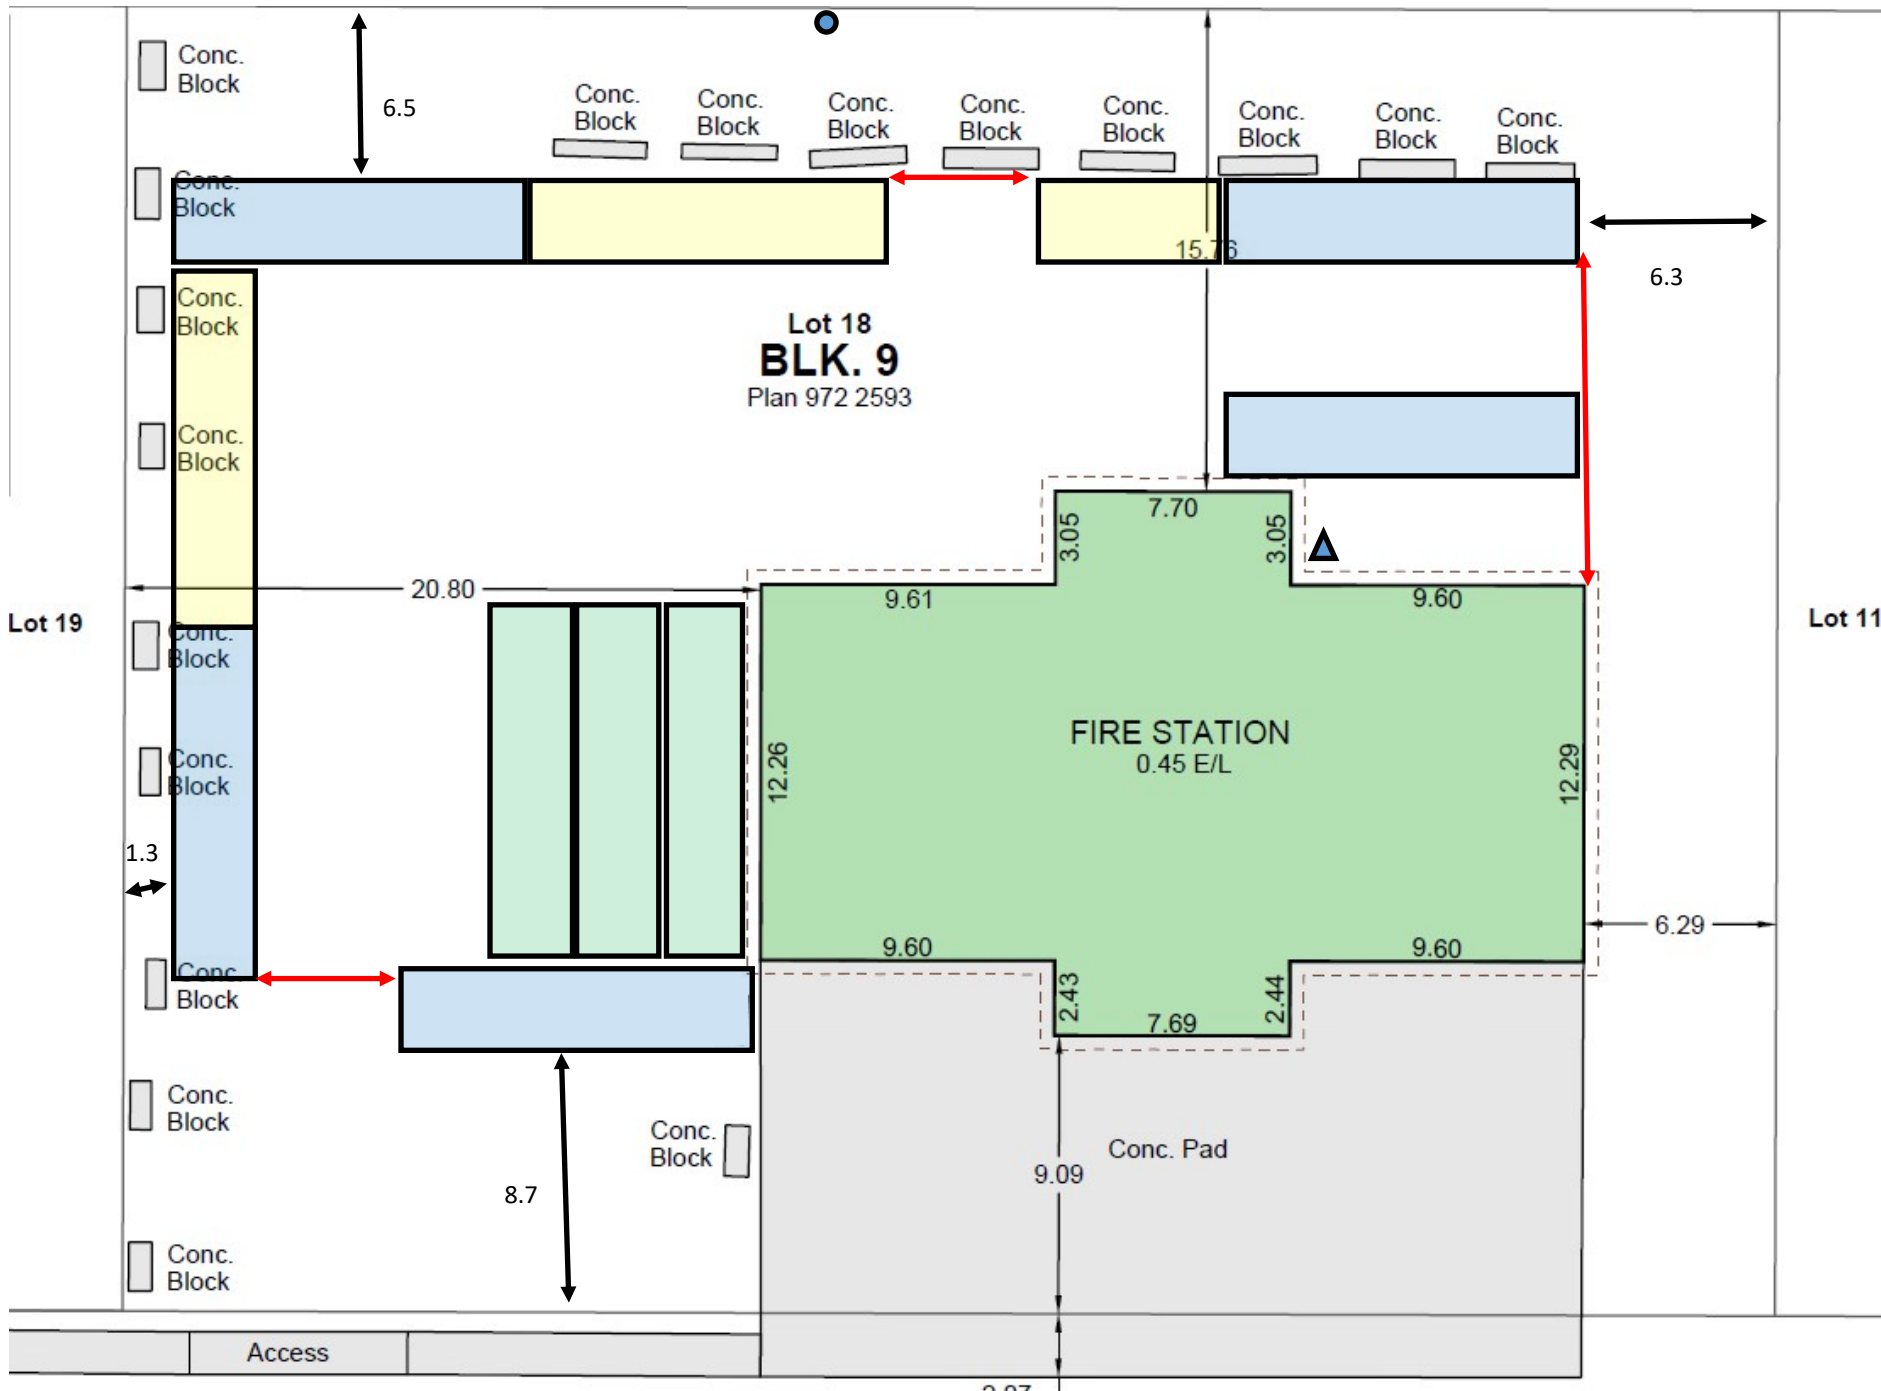 Conc.
Block
6.5
Conc.
Block
Conc.
Block
Conc.
Block
Conc.
Block
Conc.
Block
Conc.
Block
Conc.
Block
Conc.
Block
Conc.
Block
15.76
6.3
Conc.
Block
Lot 18
BLK. 9
Plan 972 2593
Conc.
Block
7.70
3.05
3.05
20.80
9.61
9.60
Lot 19
Lot 11
Conc.
Block
FIRE STATION
0.45 E/L
12.26
12.29
Conc.
Block
1.3
6.29
9.60
9.60
Conc.
Block
2.43
2.44
7.69
Conc.
Block
Conc.
Block
Conc. Pad
9.09
8.7
Conc.
Block
Access